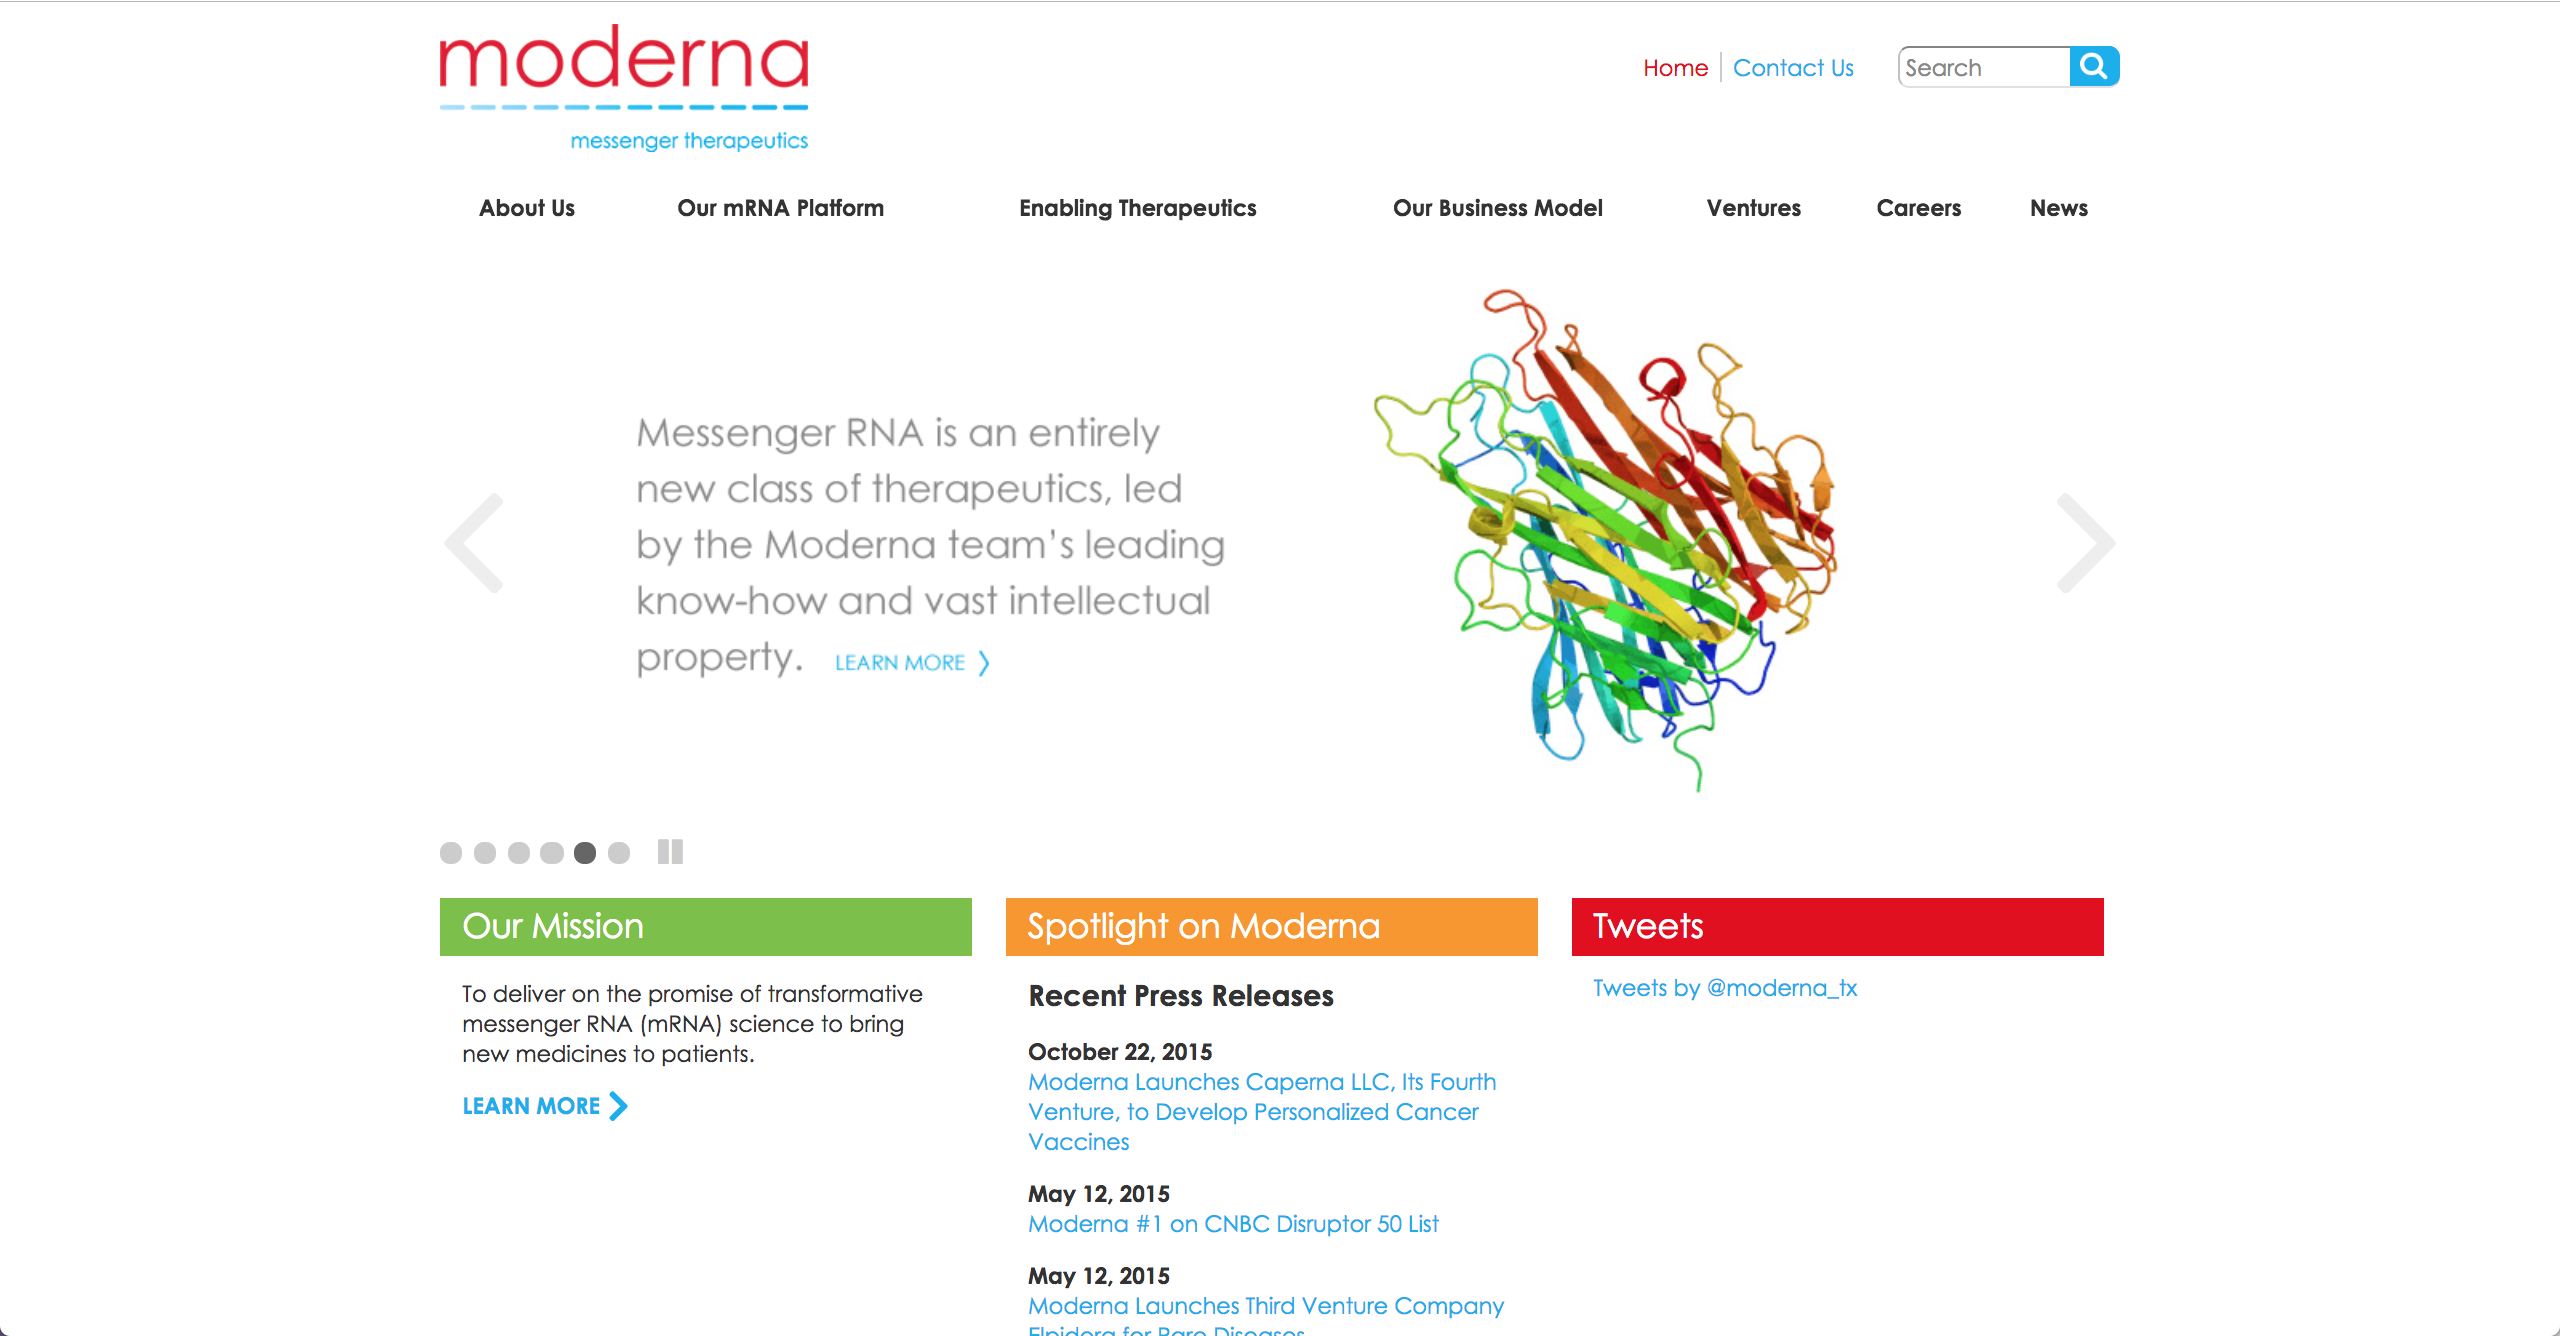 moderna
messenger therapeutics
Home
Contact Us
Search
About Us
Our mRNA Platform
Enabling Therapeutics
Our Business Model
Ventures
Careers
News
Messenger RNA is an entirely
new class of therapeutics, led
by the Moderna team's leading
know-how and vast intellectual
property. LEARN MORE
Our Mission
To deliver on the promise of transformative
messenger RNA (mRNA) science to bring
new medicines to patients.
LEARN MORE
Spotlight on Moderna
Recent Press Releases
October 22, 2015
Moderna Launches Caperna LLC, Its Fourth
Venture, to Develop Personalized Cancer
Vaccines
May 12, 2015
Moderna #1 on CNBC Disruptor 50 List
May 12, 2015
Moderna Launches Third Venture Company
Elpidera for Rare Diseases
Tweets
Tweets by @moderna_tx